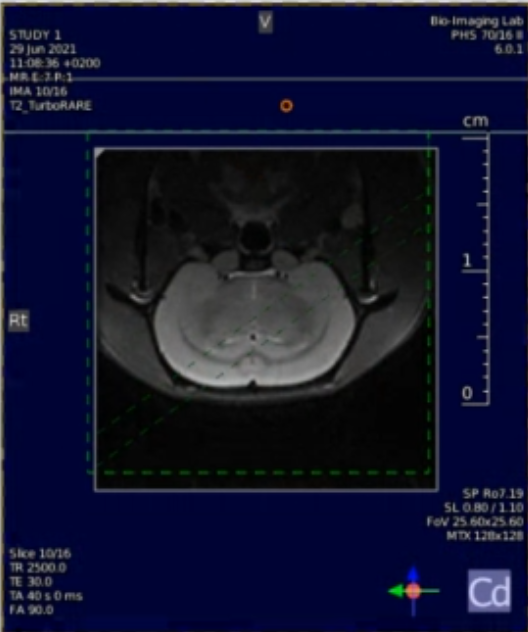 V
STUDY 1
29 Jun 2021
11:08:36 +0200
MR E:7 P:1
IMA 10/16
T2_TurboRARE
Bio-Imaging Lab
PHS 70/16 II
6.0.1
cm
1
0
Rt
SP Ro7.19
SL 0.80 / 1.10
FoV 25.60x25.60
MTX 128x128
Slice 10/16
TR 2500.0
TE 30.0
TA 40 s 0 ms
FA 90.0
Cd